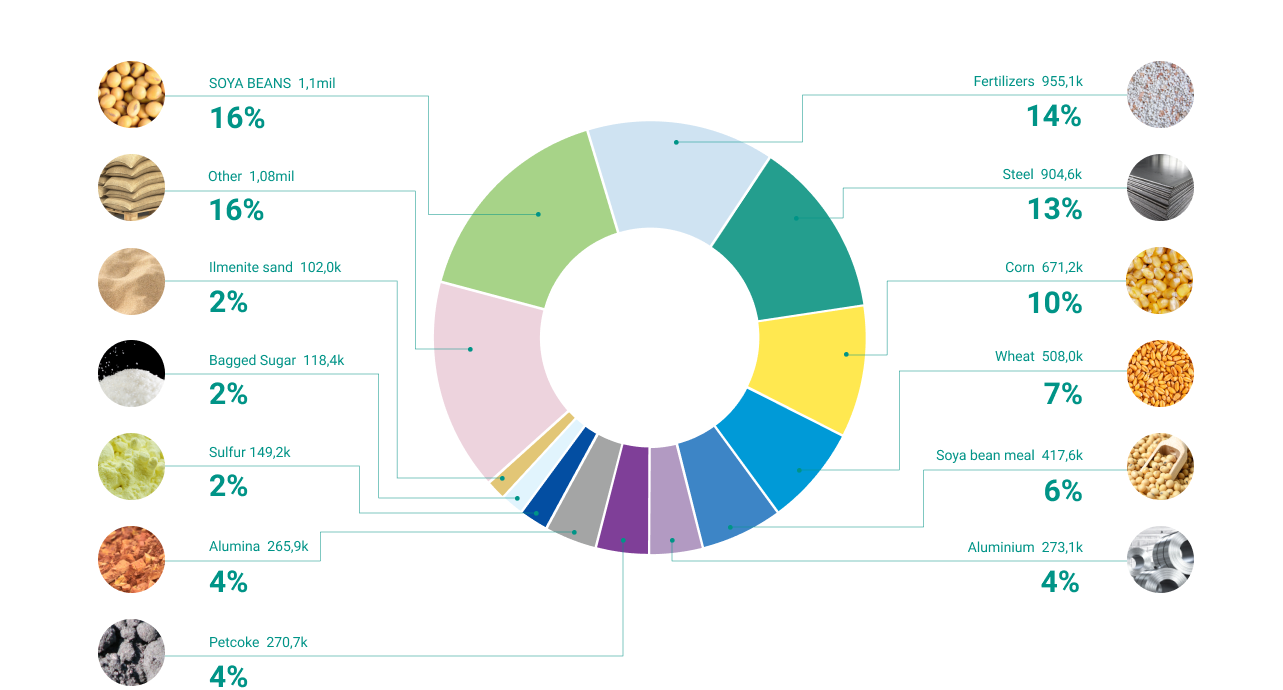 SOYA BEANS 1,1mil
16%
Other 1,08mil
16%
Ilmenite sand 102,0k
2%
Bagged Sugar 118,4k
2%
Sulfur 149,2k
2%
Alumina 265,9k
4%
Petcoke 270,7k
4%
Fertilizers 955,1k
14%
Steel 904,6k
13%
Corn 671,2k
10%
Wheat 508,0k
7%
Soya bean meal 417,6k
6%
Aluminium 273,1k
4%